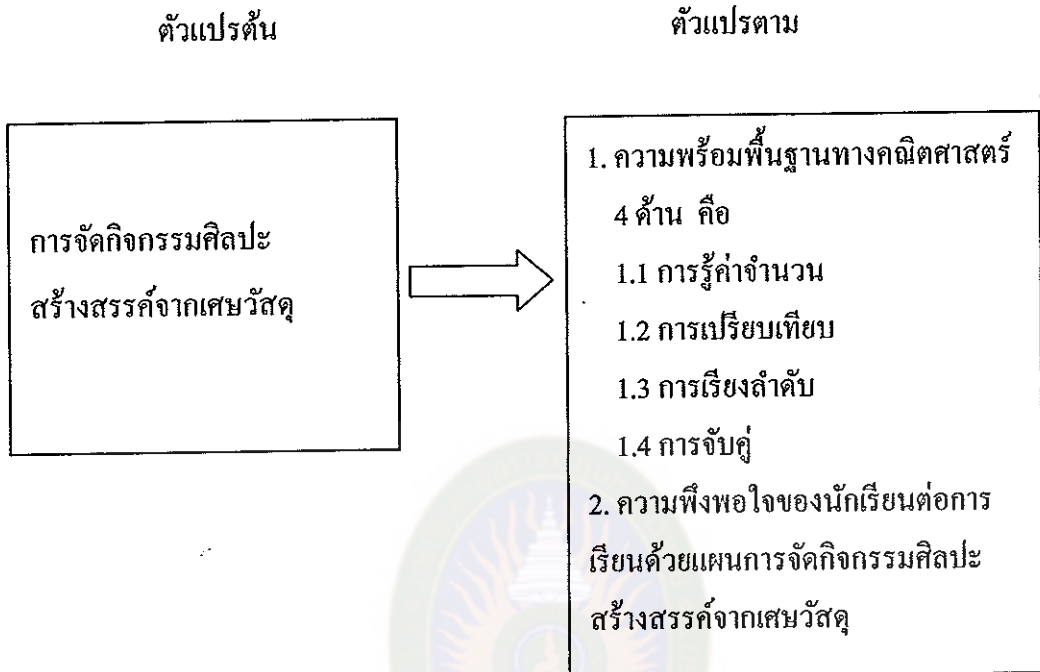 ตัวแปรต้น
ตัวแปรตาม
การจัดกิจกรรมศิลปะ
สร้างสรรค์จากเศษวัสดุ
1. ความพร้อมพื้นฐานทางคณิตศาสตร์
4 ด้าน คือ
1.1 การรู้ค่าจำนวน
1.2 การเปรียบเทียบ
1.3 การเรียงลำดับ
1.4 การจับคู่
2. ความพึงพอใจของนักเรียนต่อการ
เรียนด้วยแผนการจัดกิจกรรมศิลปะ
สร้างสรรค์จากเศษวัสดุ